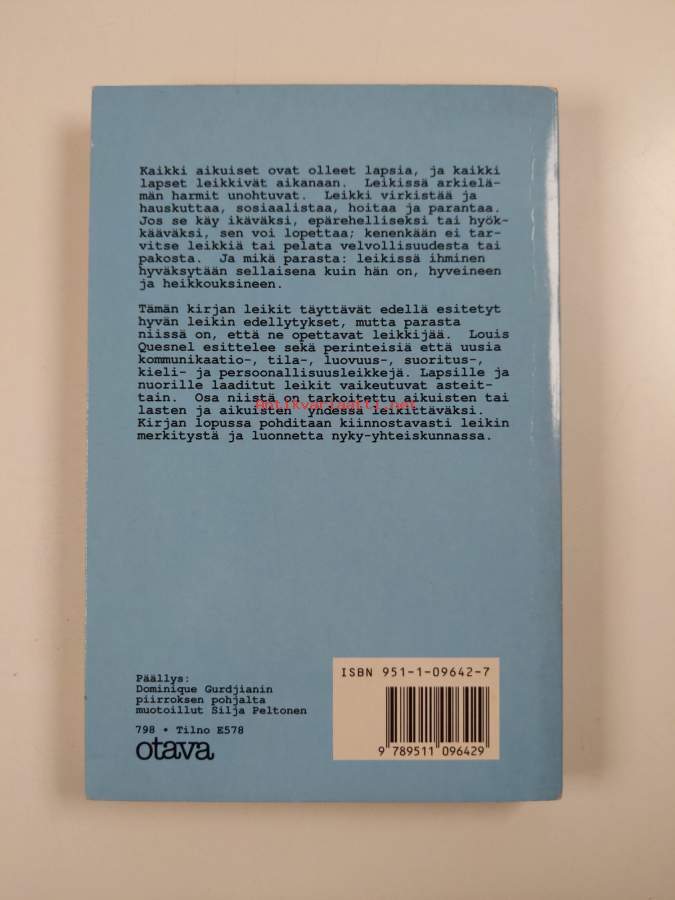 Kaikki aikuiset ovat olleet lapsia, ja kaikki
lapset leikkivät aikanaan. Leikissä arkielä-
män harmit unohtuvat. Leikki virkistää ja
hauskuttaa, sosiaalistaa, hoitaa ja parantaa.
Jos se käy ikäväksi, epärehelliseksi tai hyök-
kääväksi, sen voi lopettaa; kenenkään ei tar-
vitse leikkiä tai pelata velvollisuudesta tai
pakosta. Ja mikä parasta: leikissä ihminen
hyväksytään sellaisena kuin hän on, hyveineen
ja heikkouksineen.
Tämän kirjan leikit täyttävät edellä esitetyt
hyvän leikin edellytykset, mutta parasta
niissä on, että ne opettavat leikkijää. Louis
Quesnel esittelee sekä perinteisiä että uusia
kommunikaatio-, tila-, luovuus-, suoritus-,
kieli- ja persoonallisuusleikkejä. Lapsille ja
nuorille laaditut leikit vaikeutuvat asteit-
tain. Osa niistä on tarkoitettu aikuisten tai
lasten ja aikuisten yhdessä leikittäväksi.
Antikvariaatti.net
Kirjan lopussa pohditaan kiinnostavasti leikin
merkitystä ja luonnetta nyky-yhteiskunnassa.
Päällys:
Dominique Gurdjianin
piirroksen pohjalta
muotoillut Silja Peltonen
798 • Tilno E578
otava
ISBN 951-1-09642-7
9 789511 096429